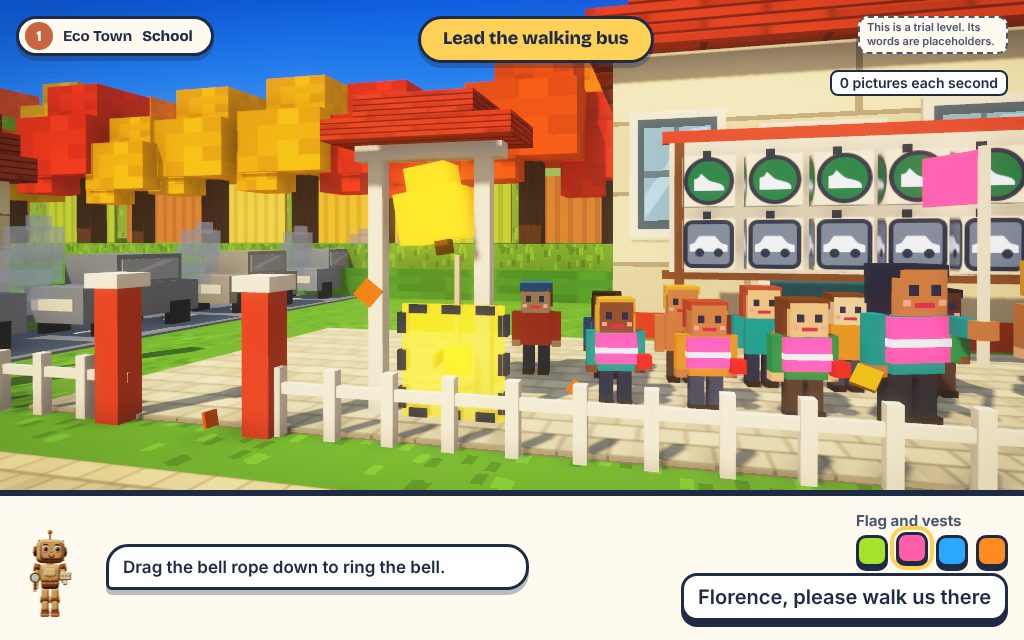 1 Eco Town School
Lead the walking bus
This is a trial level. Its
words are placeholders.
0 pictures each second
Drag the bell rope down to ring the bell.
Flag and vests
Florence, please walk us there